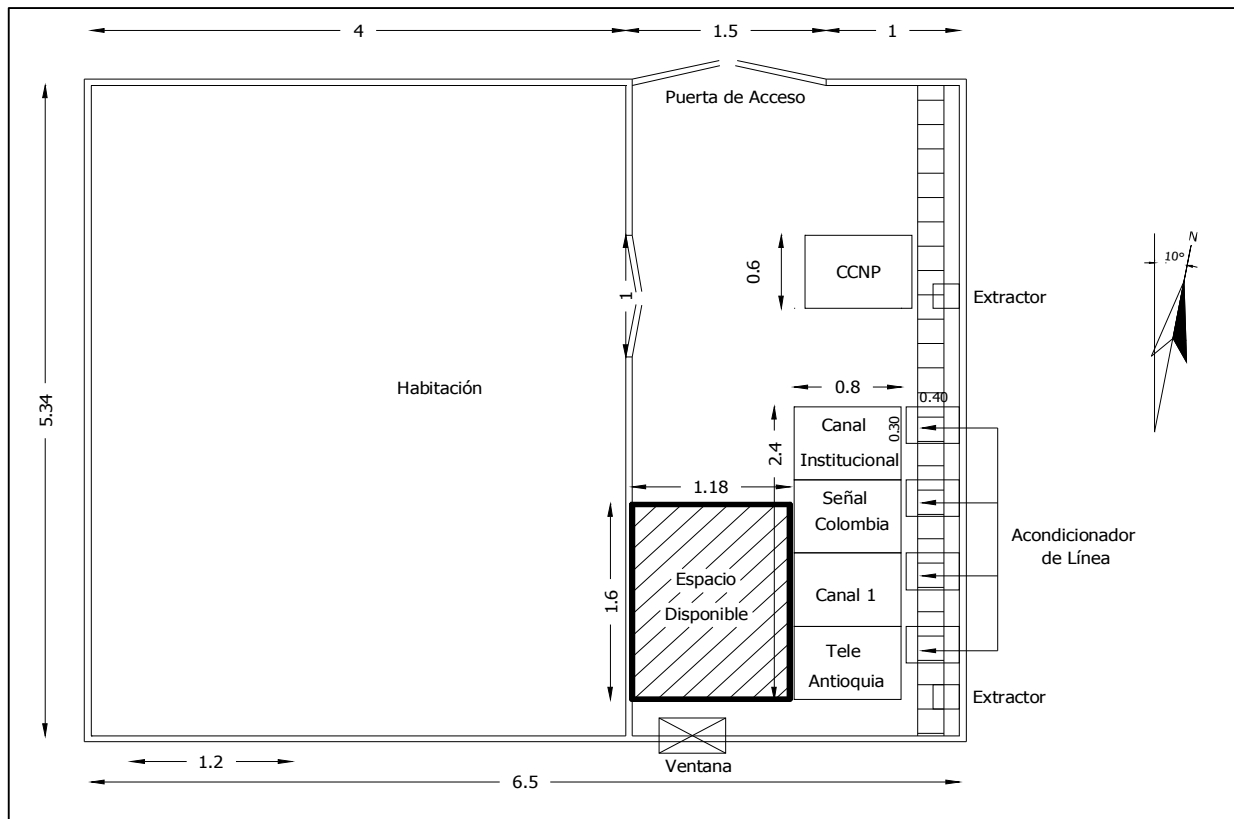 4
1.5
1
Puerta de Acceso
N
10°
0.6
CCNP
Extractor
1
Habitación
5.34
0.8
0.40
Canal
Institucional
0.30
2.4
1.18
Señal
Colombia
Acondicionador
de Línea
Espacio
Disponible
1.6
Canal 1
Tele
Antioquia
Extractor
Ventana
1.2
6.5